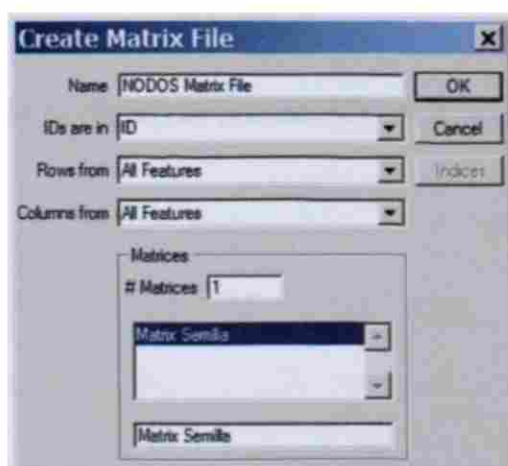 Create Matrix File
Name NODOS Matrix File OK
IDs are in ID Cancel
Rows from All Features Indices
Columns from All Features
Matrices
# Matrices 1
Matrix Semilla
Matrix Semilla